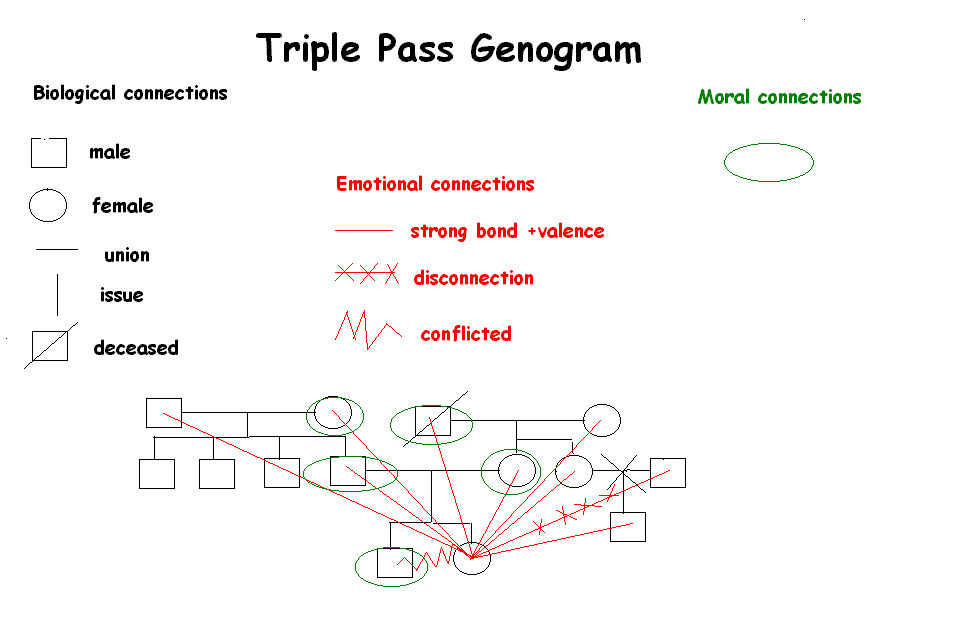 Triple Pass Genogram
Biological connections
male
female
union
issue
deceased
Emotional connections
strong bond +valence
disconnection
conflicted
Moral connections